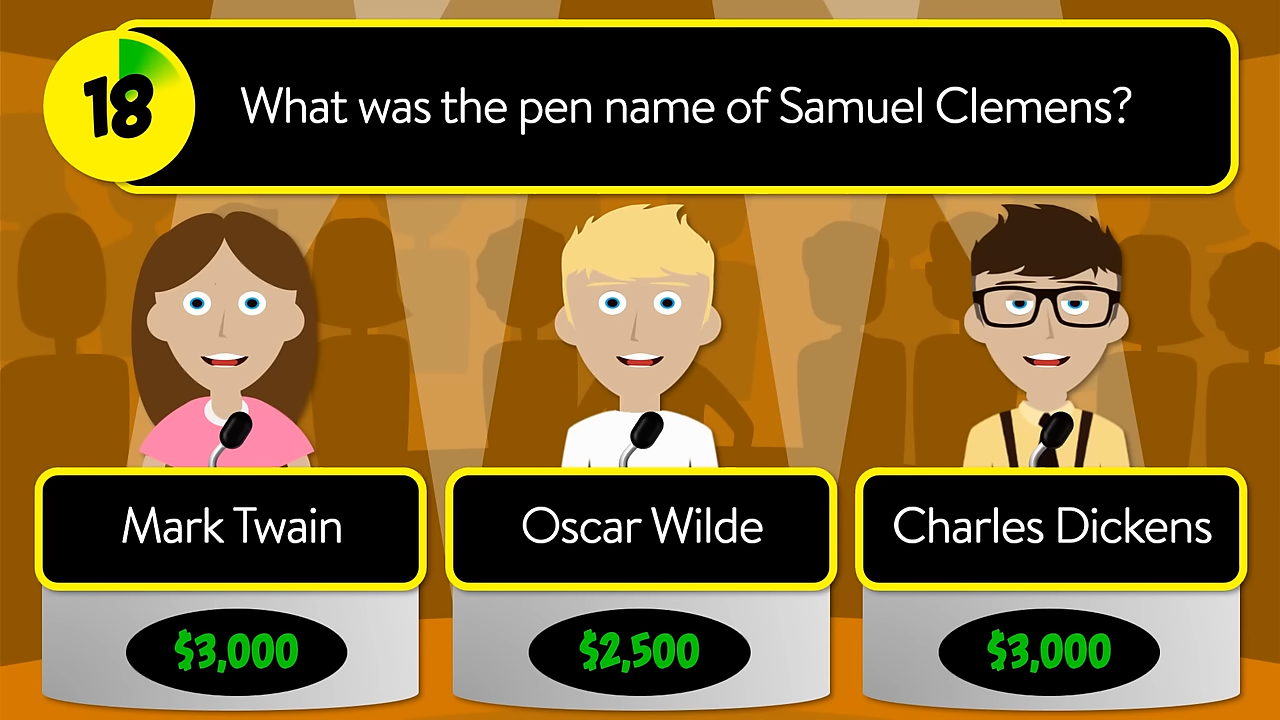 18
What was the pen name of Samuel Clemens?
Mark Twain
Oscar Wilde
Charles Dickens
$3,000
$2,500
$3,000